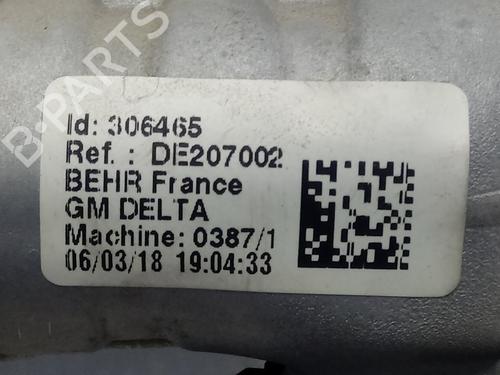 B-PARTS
Id: 306465
Ref. : DE207002
BEHR France
GM DELTA
Machine: 0387/1
06/03/18 19:04:33